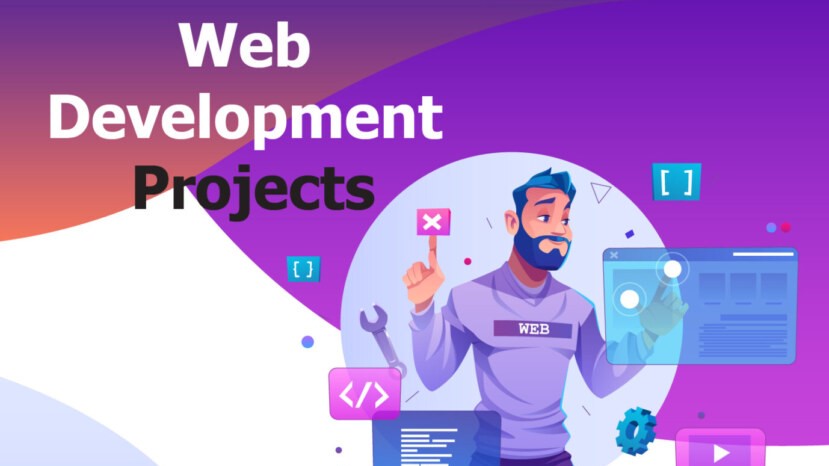 Web
Development
Projects
[ ]
{ }
WEB
</>